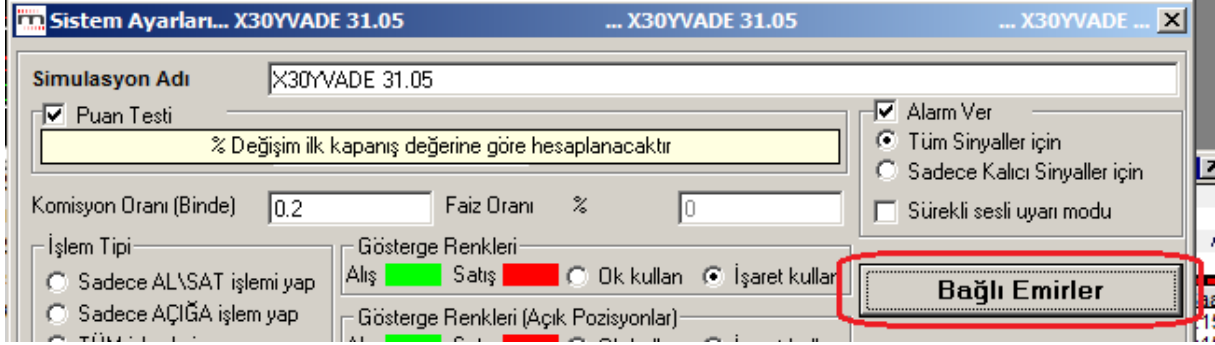 Sistem Ayarları... X30YVADE 31.05 ... X30YVADE 31.05 ... X30YVADE ...
Simulasyon Adı X30YVADE 31.05
Puan Testi
% Değişim ilk kapanış değerine göre hesaplanacaktır
Alarm Ver
Tüm Sinyaller için
Sadece Kalıcı Sinyaller için
Sürekli sesli uyarı modu
Komisyon Oranı (Binde) 0.2 Faiz Oranı % 0
İşlem Tipi
Sadece AL\SAT işlemi yap
Sadece AÇIĞA işlem yap
Gösterge Renkleri
Alış Satış Ok kullan İşaret kullan
Gösterge Renkleri (Açık Pozisyonlar)
Bağlı Emirler